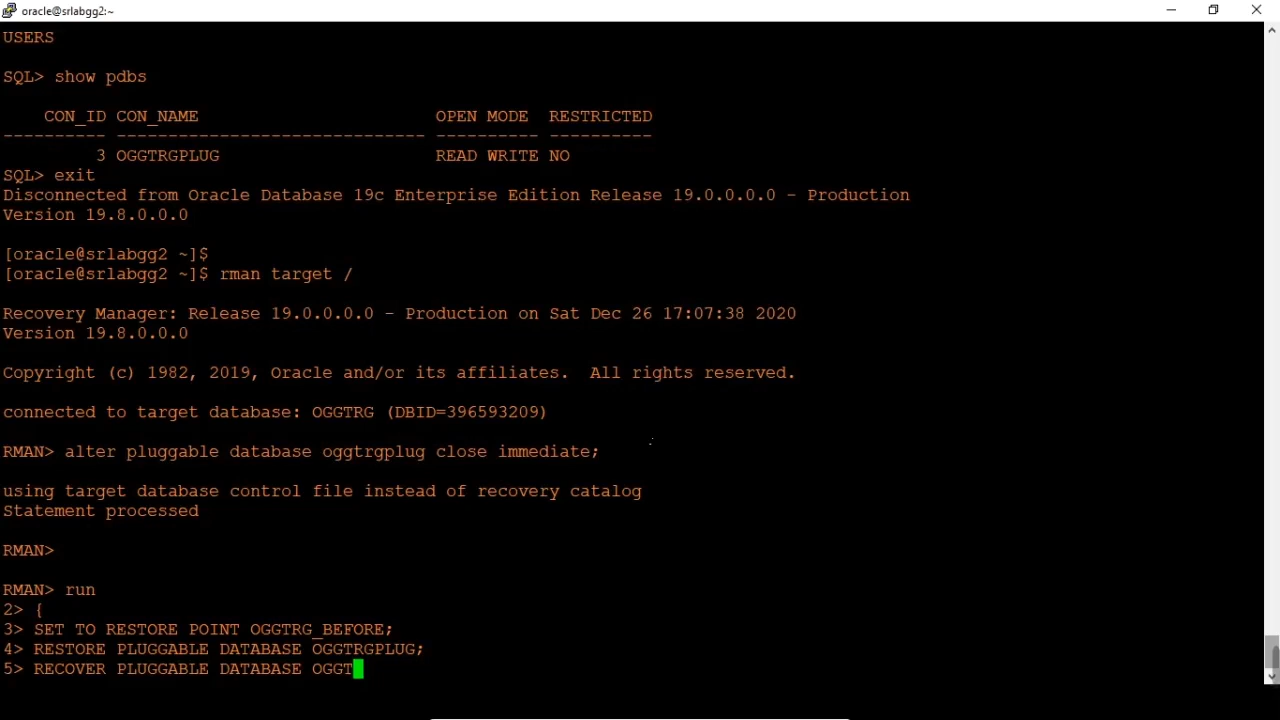 oracle@srlabgg2:~
USERS
SQL> show pdbs
CON_ID CON_NAME OPEN MODE RESTRICTED
---------- ------------------------------ ---------- ----------
3 OGGTRGPLUG READ WRITE NO
SQL> exit
Disconnected from Oracle Database 19c Enterprise Edition Release 19.0.0.0.0 - Production
Version 19.8.0.0.0
[oracle@srlabgg2 ~]$
[oracle@srlabgg2 ~]$ rman target /
Recovery Manager: Release 19.0.0.0.0 - Production on Sat Dec 26 17:07:38 2020
Version 19.8.0.0.0
Copyright (c) 1982, 2019, Oracle and/or its affiliates.  All rights reserved.
connected to target database: OGGTRG (DBID=396593209)
RMAN> alter pluggable database oggtrgplug close immediate;
using target database control file instead of recovery catalog
Statement processed
RMAN>
RMAN> run
2> {
3> SET TO RESTORE POINT OGGTRG_BEFORE;
4> RESTORE PLUGGABLE DATABASE OGGTRGPLUG;
5> RECOVER PLUGGABLE DATABASE OGGT